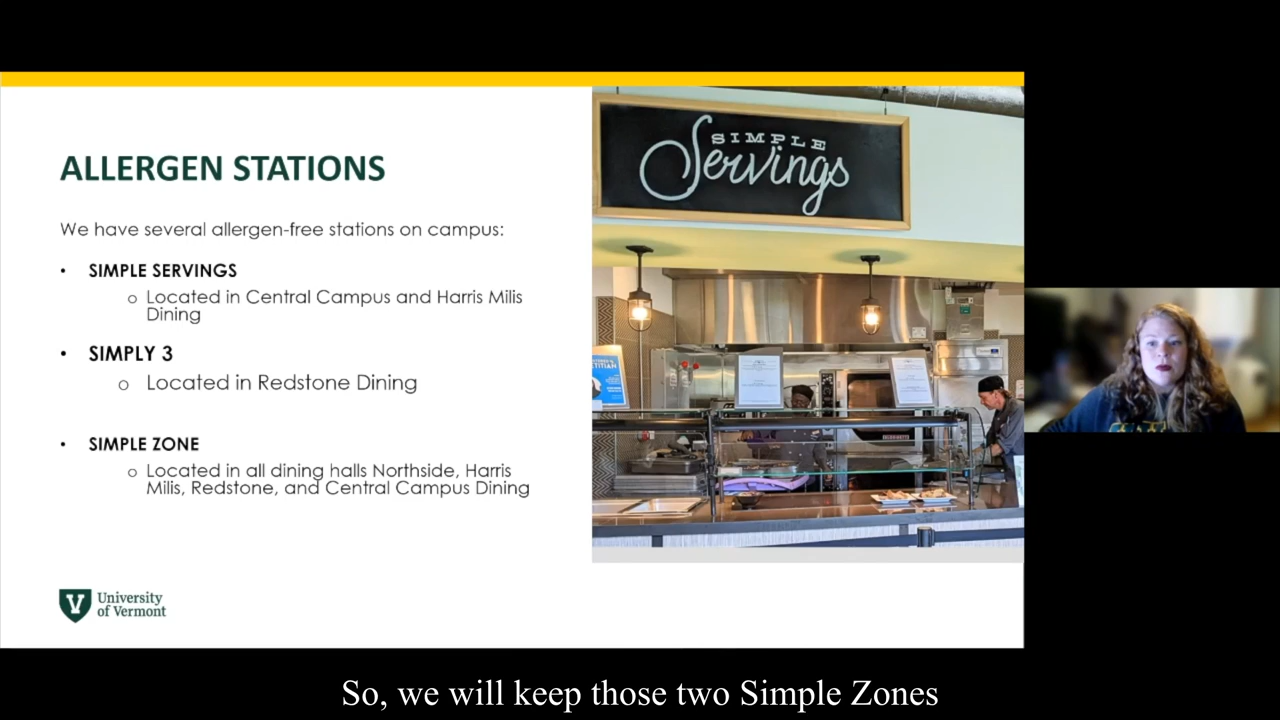 ALLERGEN STATIONS
We have several allergen-free stations on campus:
• SIMPLE SERVINGS
o Located in Central Campus and Harris Milis
Dining
• SIMPLY 3
o Located in Redstone Dining
• SIMPLE ZONE
o Located in all dining halls Northside, Harris
Milis, Redstone, and Central Campus Dining
University
of Vermont
SIMPLE
Servings
So, we will keep those two Simple Zones